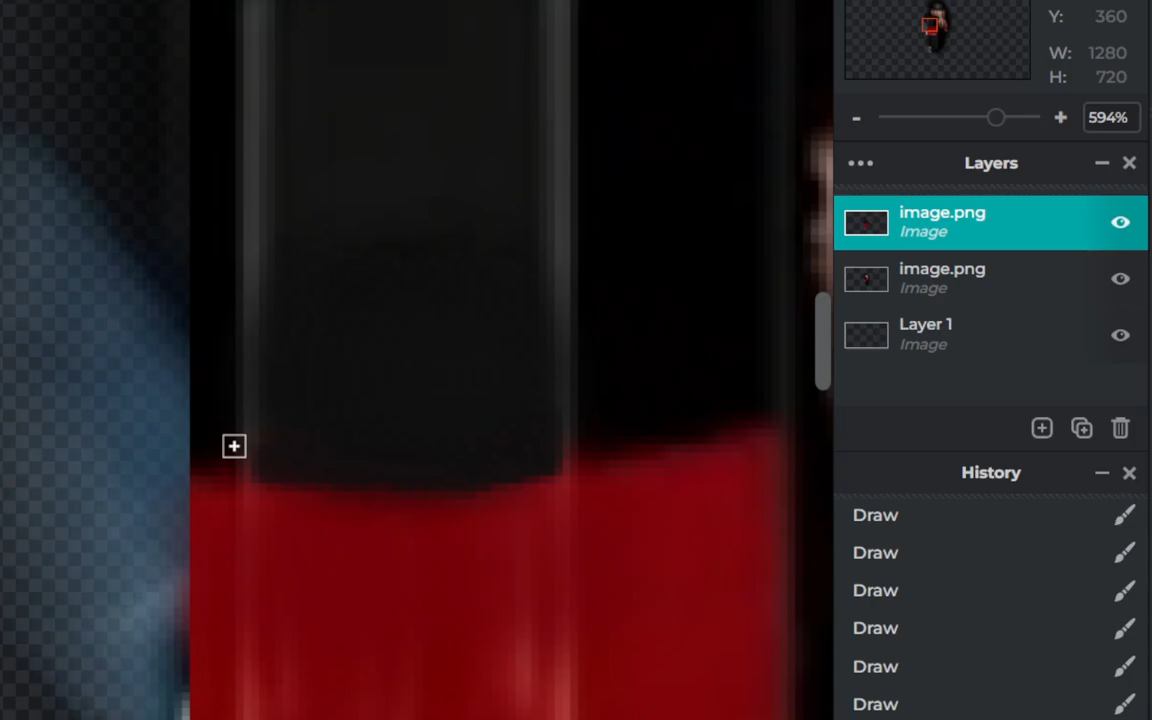 Y: 360
W: 1280
H: 720
- + 594%
Layers
image.png
Image
image.png
Image
Layer 1
Image
History
Draw
Draw
Draw
Draw
Draw
Draw